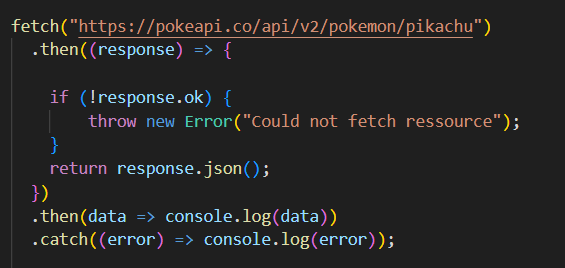 fetch("https://pokeapi.co/api/v2/pokemon/pikachu")
  .then((response) => {

    if (!response.ok) {
        throw new Error("Could not fetch ressource");
    }
    return response.json();
  })
  .then(data => console.log(data))
  .catch((error) => console.log(error));